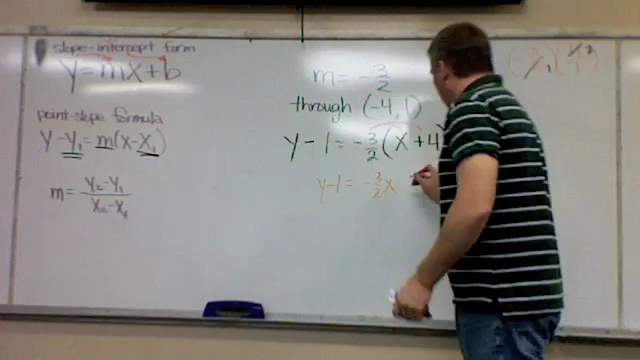 slope-intercept form
y=mx+b
point-slope formula
y-y₁=m(x-x₁)
m= y₂-y₁ / x₂-x₁
m=-3/2
through (-4,1)
y-1=-3/2(x+4
y-1=-3/2x